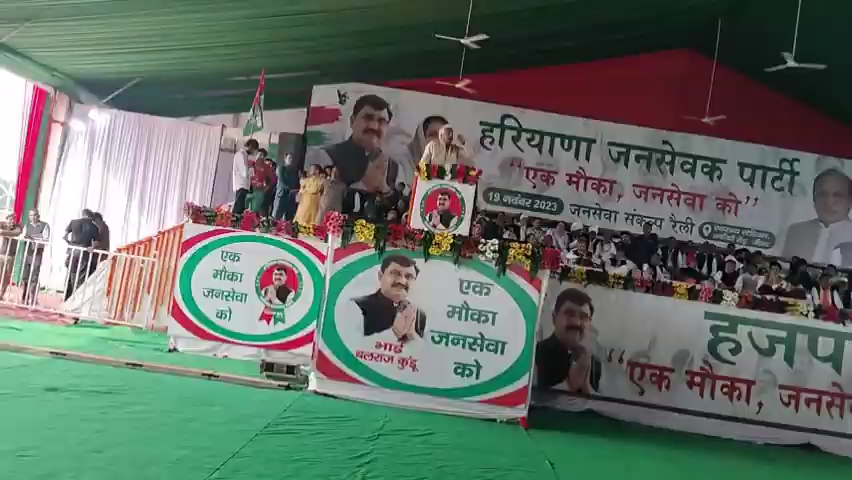 हरियाणा जनसेवक पार्टी
"एक मौका, जनसेवा को"
19 नवंबर 2023
जनसेवा संकल्प रैली
एक
मौका
जनसेवा
को
एक
मौका
जनसेवा
को
भाई
बलराज कुंडू
हजप
"एक मौका, जनसेवा